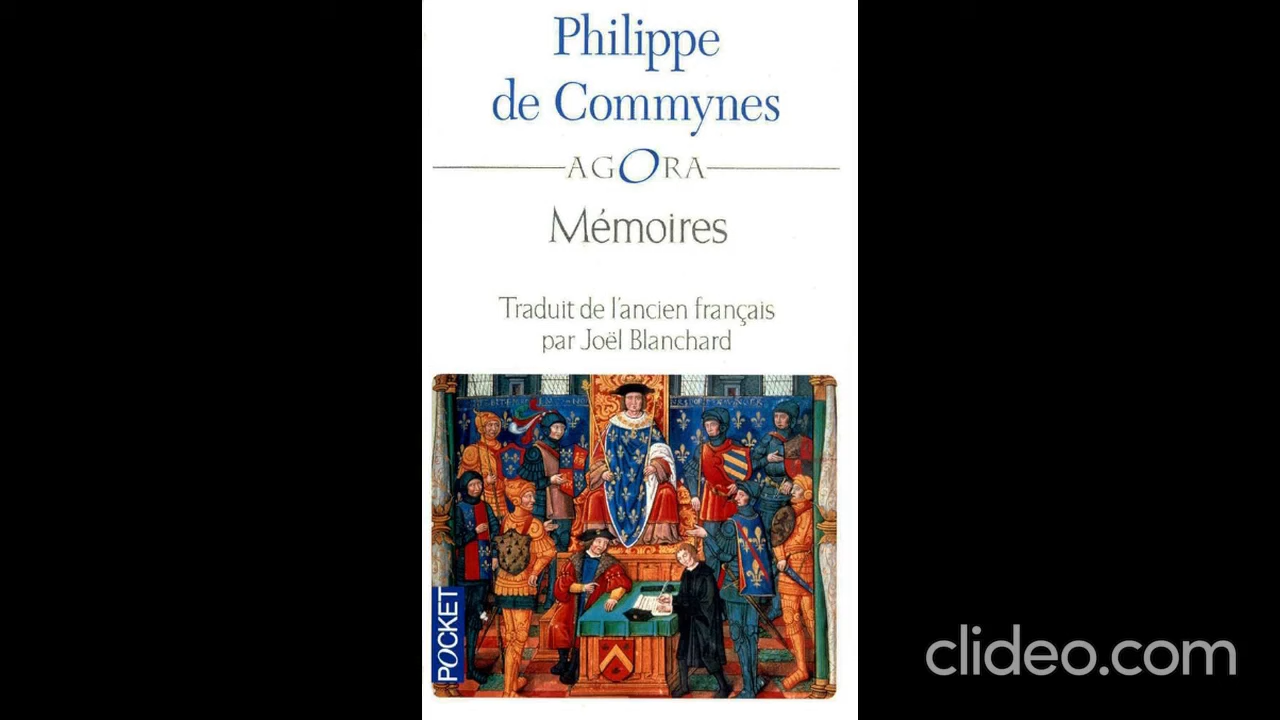 Philippe
de Commynes
AGORA
Mémoires
Traduit de l'ancien français
par Joël Blanchard
POCKET
clideo.com